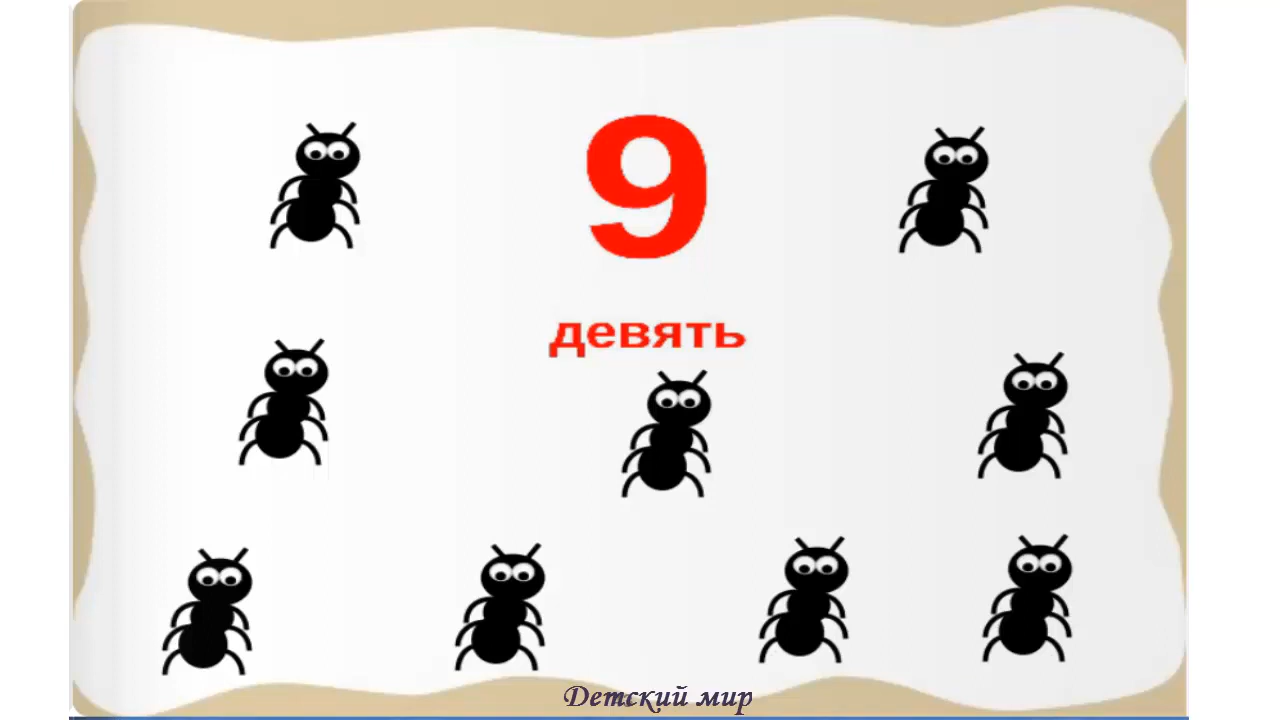 9
девять
Детский мир